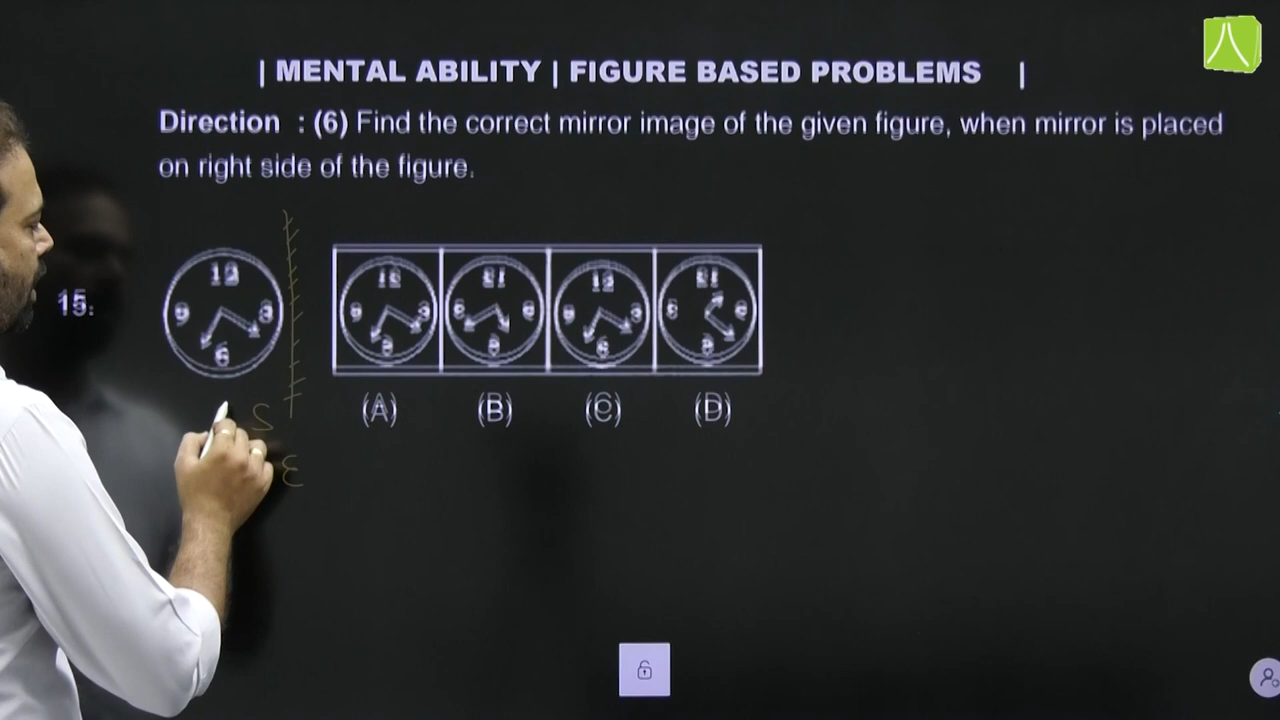 | MENTAL ABILITY | FIGURE BASED PROBLEMS |
Direction : (6) Find the correct mirror image of the given figure, when mirror is placed
on right side of the figure.
15.
12
9 3
6
(A) (B) (C) (D)